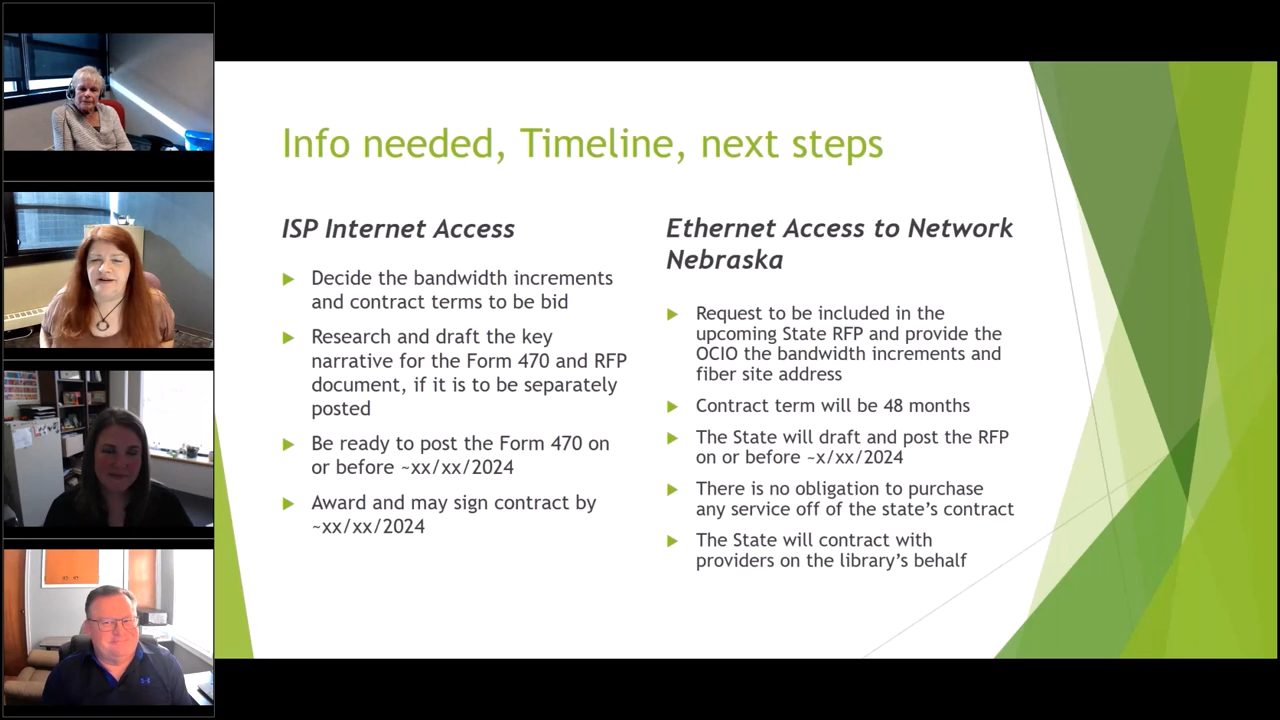 Info needed, Timeline, next steps
ISP Internet Access
Decide the bandwidth increments
and contract terms to be bid
Research and draft the key
narrative for the Form 470 and RFP
document, if it is to be separately
posted
Be ready to post the Form 470 on
or before ~xx/xx/2024
Award and may sign contract by
~xx/xx/2024
Ethernet Access to Network
Nebraska
Request to be included in the
upcoming State RFP and provide the
OCIO the bandwidth increments and
fiber site address
Contract term will be 48 months
The State will draft and post the RFP
on or before ~x/xx/2024
There is no obligation to purchase
any service off of the state's contract
The State will contract with
providers on the library's behalf